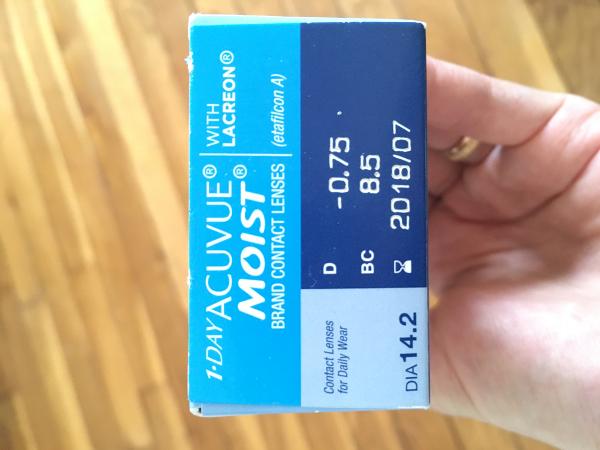 1·DAY ACUVUE® WITH
MOIST® LACREON®
BRAND CONTACT LENSES (etafilcon A)
D -0.75
BC 8.5
2018/07
Contact Lenses
for Daily Wear
DIA 14.2